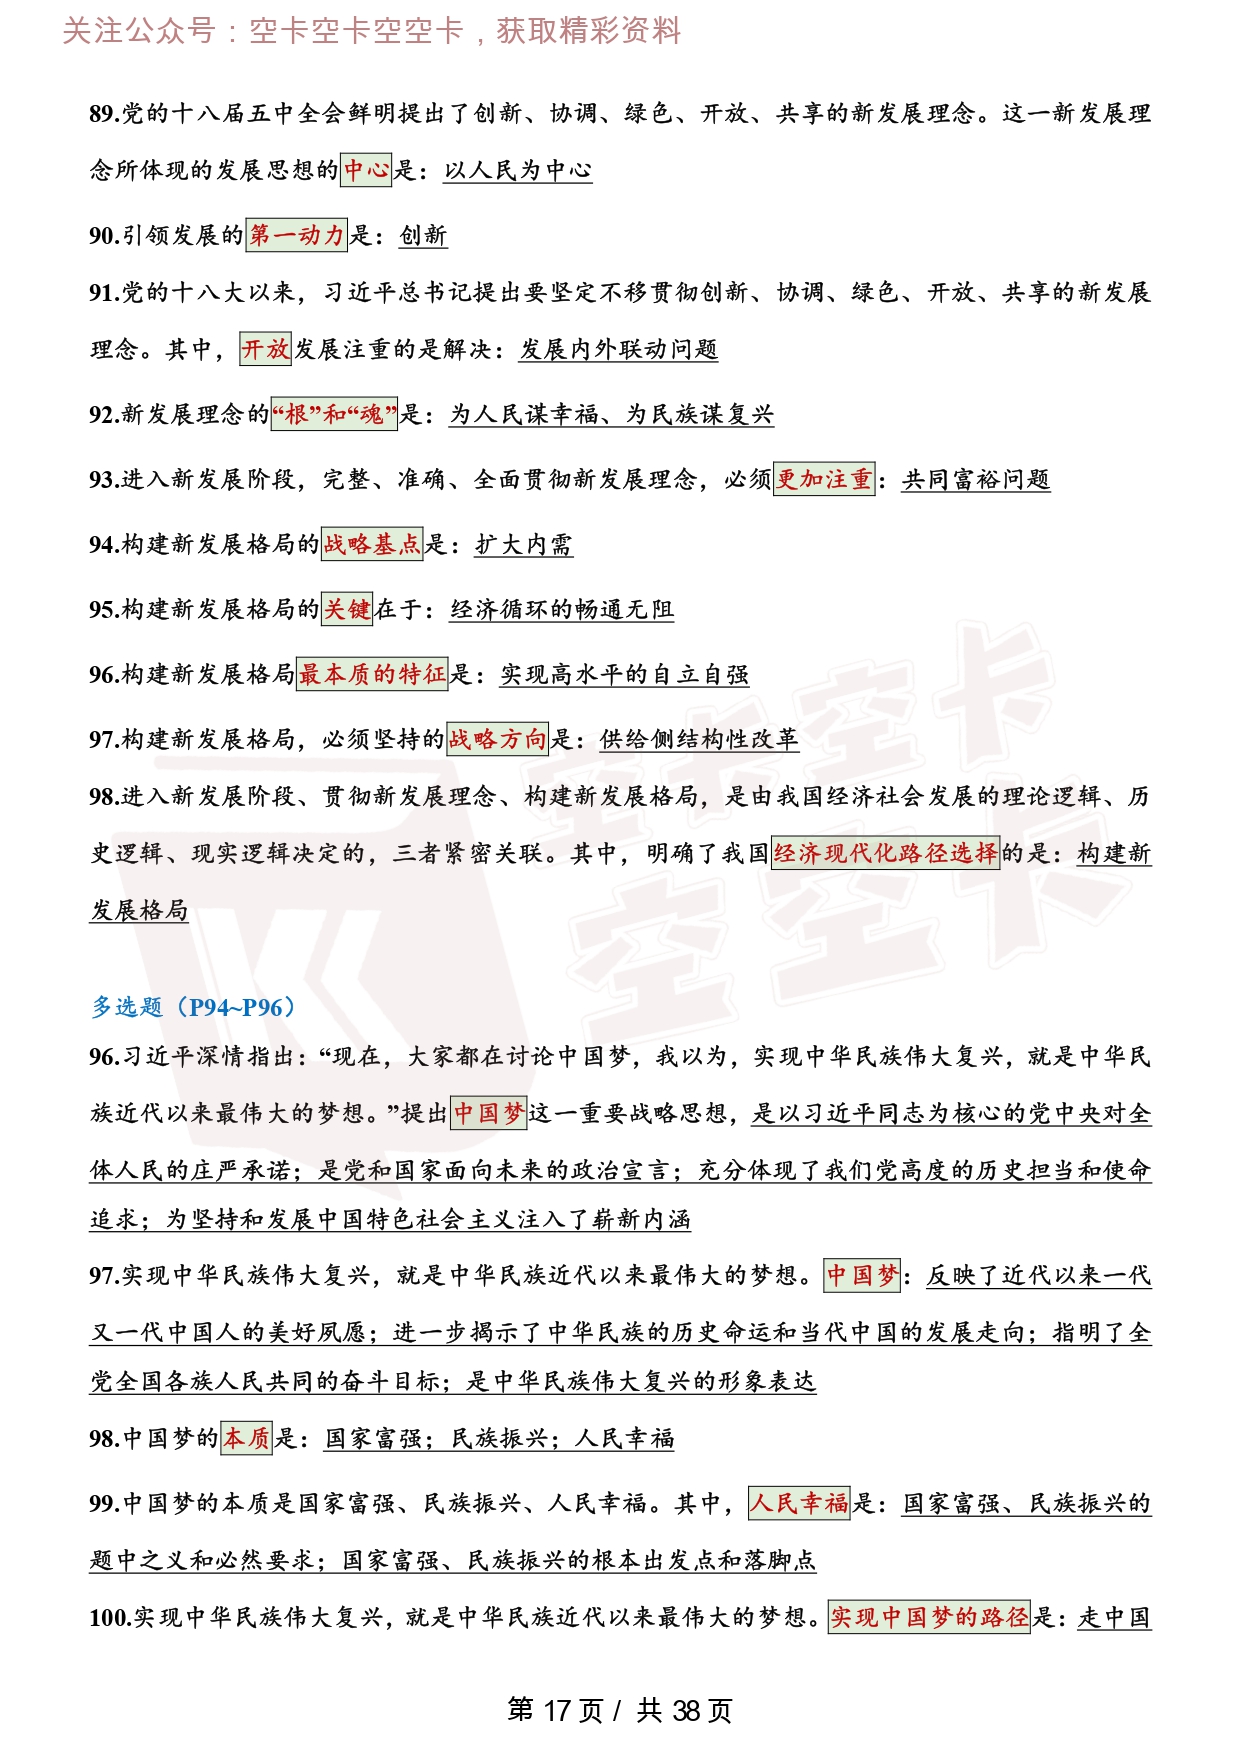 关注公众号：空卡空卡空空卡，获取精彩资料
89.党的十八届五中全会鲜明提出了创新、协调、绿色、开放、共享的新发展理念。这一新发展理
念所体现的发展思想的中心是：以人民为中心
90.引领发展的第一动力是：创新
91.党的十八大以来，习近平总书记提出要坚定不移贯彻创新、协调、绿色、开放、共享的新发展
理念。其中，开放发展注重的是解决：发展内外联动问题
92.新发展理念的“根”和“魂”是：为人民谋幸福、为民族谋复兴
93.进入新发展阶段，完整、准确、全面贯彻新发展理念，必须更加注重：共同富裕问题
94.构建新发展格局的战略基点是：扩大内需
95.构建新发展格局的关键在于：经济循环的畅通无阻
96.构建新发展格局最本质的特征是：实现高水平的自立自强
97.构建新发展格局，必须坚持的战略方向是：供给侧结构性改革
98.进入新发展阶段、贯彻新发展理念、构建新发展格局，是由我国经济社会发展的理论逻辑、历
史逻辑、现实逻辑决定的，三者紧密关联。其中，明确了我国经济现代化路径选择的是：构建新
发展格局
空卡空卡
空空卡
多选题（P94~P96）
96.习近平深情指出：“现在，大家都在讨论中国梦，我以为，实现中华民族伟大复兴，就是中华民
族近代以来最伟大的梦想。”提出中国梦这一重要战略思想，是以习近平同志为核心的党中央对全
体人民的庄严承诺；是党和国家面向未来的政治宣言；充分体现了我们党高度的历史担当和使命
追求；为坚持和发展中国特色社会主义注入了崭新内涵
97.实现中华民族伟大复兴，就是中华民族近代以来最伟大的梦想。中国梦：反映了近代以来一代
又一代中国人的美好夙愿；进一步揭示了中华民族的历史命运和当代中国的发展走向；指明了全
党全国各族人民共同的奋斗目标；是中华民族伟大复兴的形象表达
98.中国梦的本质是：国家富强；民族振兴；人民幸福
99.中国梦的本质是国家富强、民族振兴、人民幸福。其中，人民幸福是：国家富强、民族振兴的
题中之义和必然要求；国家富强、民族振兴的根本出发点和落脚点
100.实现中华民族伟大复兴，就是中华民族近代以来最伟大的梦想。实现中国梦的路径是：走中国
第 17 页 / 共 38 页